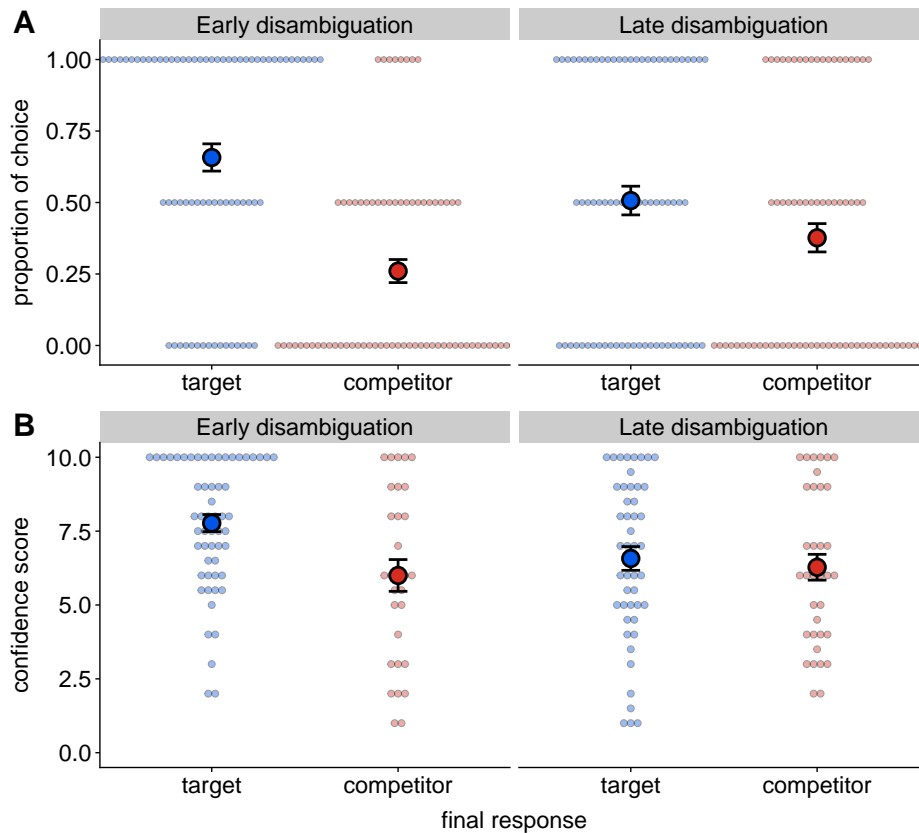 A
Early disambiguation
Late disambiguation
proportion of choice
1.00
0.75
0.50
0.25
0.00
target
competitor
target
competitor
B
Early disambiguation
Late disambiguation
confidence score
10.0
7.5
5.0
2.5
0.0
target
competitor
target
competitor
final response